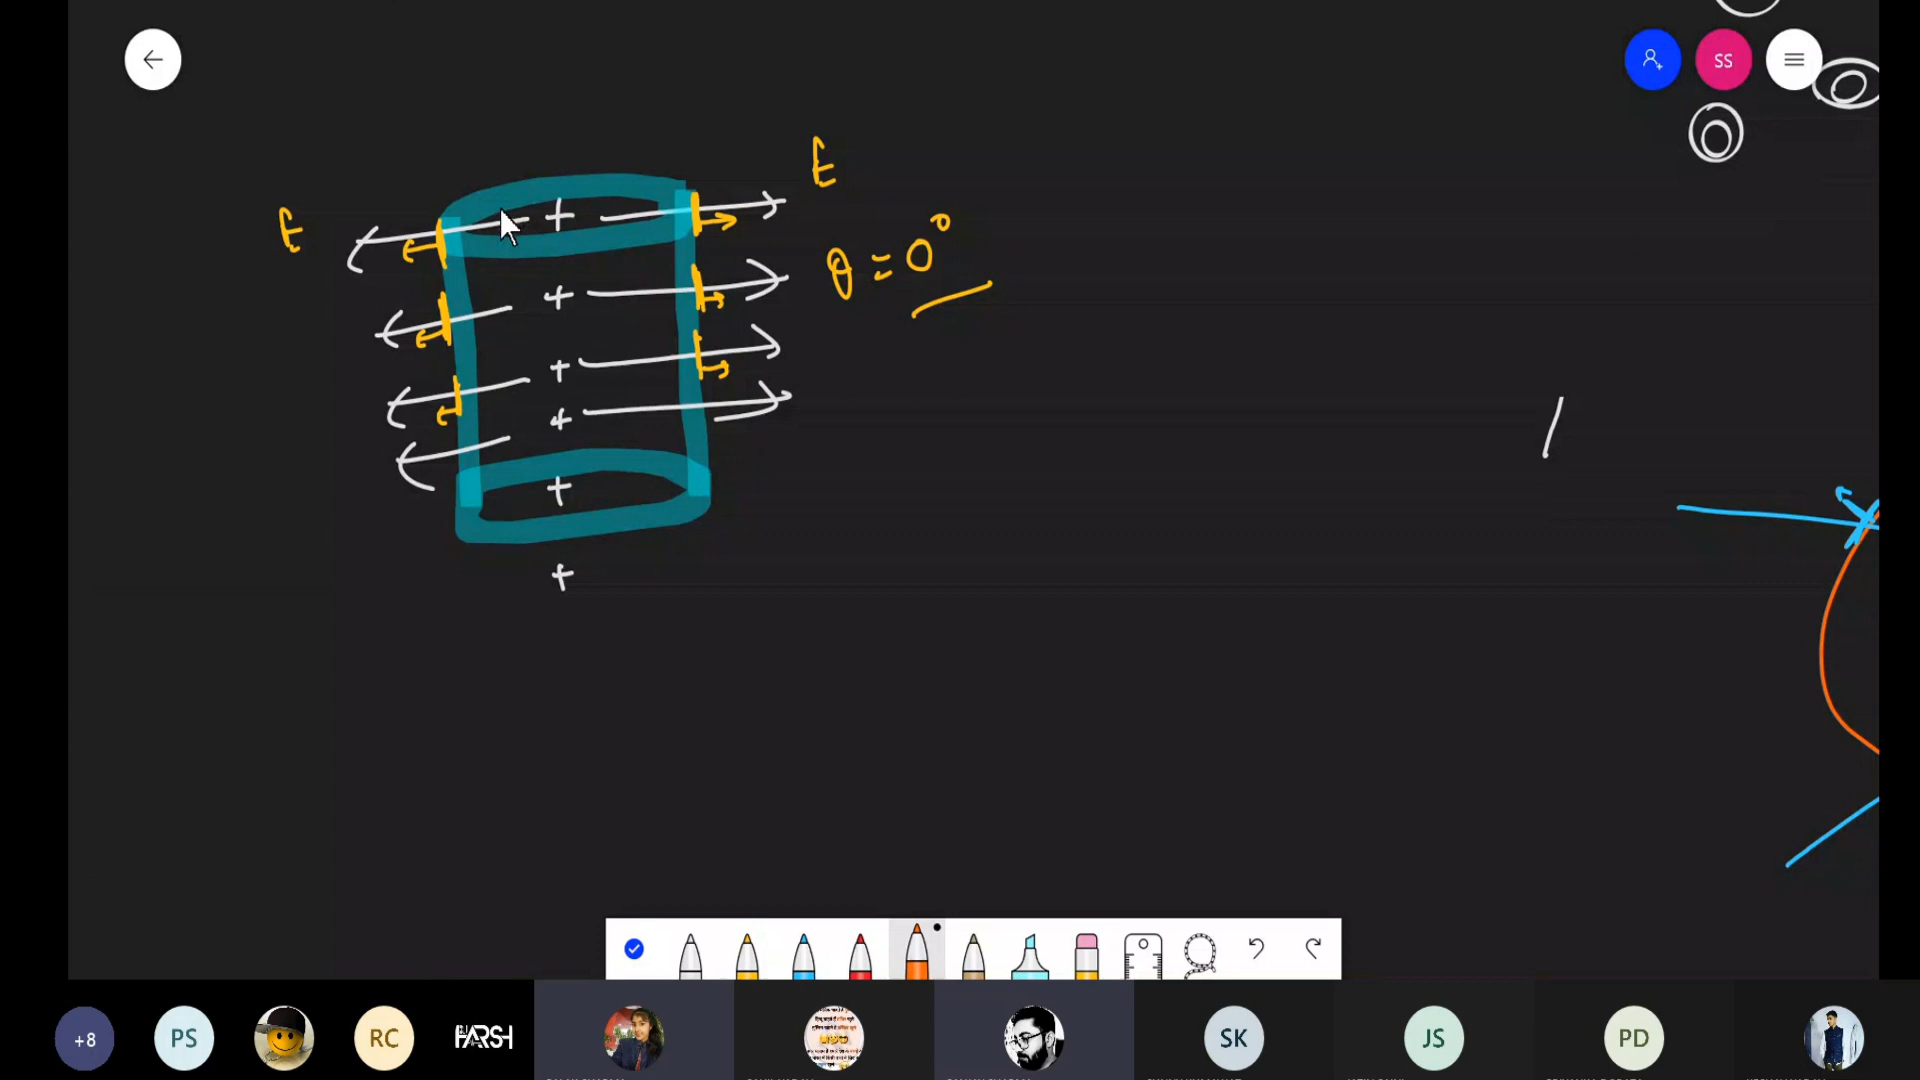 SS
E
E
θ = 0°
+
+
+
+
+
+
+8
PS
RC
HARSH
SK
JS
PD